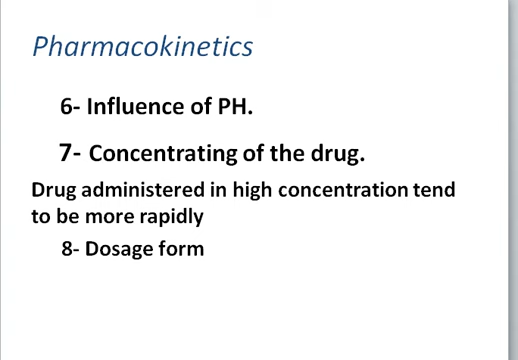 Pharmacokinetics
6- Influence of PH.
7- Concentrating of the drug.
Drug administered in high concentration tend
to be more rapidly
8- Dosage form